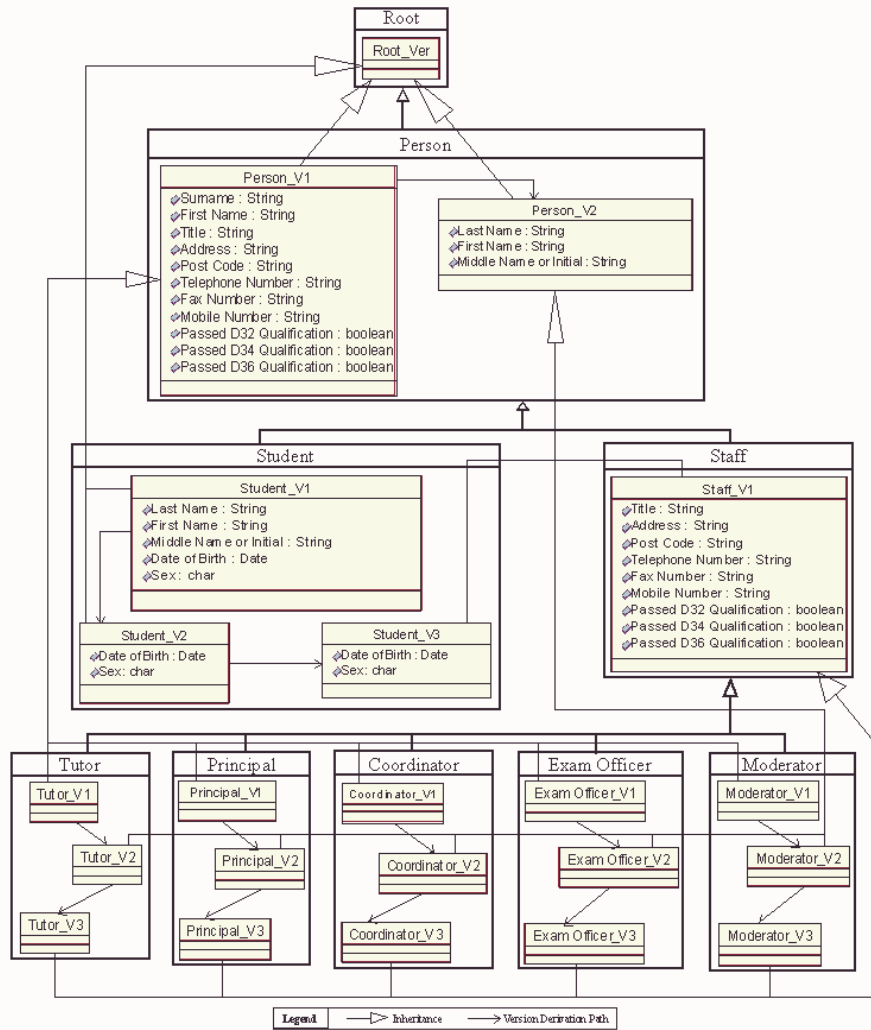 Root
Root_Ver
Person
Person_V1
Surname : String
First Name : String
Title : String
Address : String
Post Code : String
Telephone Number : String
Fax Number : String
Mobile Number : String
Passed D32 Qualification : boolean
Passed D34 Qualification : boolean
Passed D36 Qualification : boolean
Person_V2
Last Name : String
First Name : String
Middle Name or Initial : String
Student
Student_V1
Last Name : String
First Name : String
Middle Name or Initial : String
Date of Birth : Date
Sex : char
Student_V2
Date of Birth : Date
Sex: char
Student_V3
Date of Birth : Date
Sex: char
Staff
Staff_V1
Title : String
Address : String
Post Code : String
Telephone Number : String
Fax Number : String
Mobile Number : String
Passed D32 Qualification : boolean
Passed D34 Qualification : boolean
Passed D36 Qualification : boolean
Tutor
Tutor_V1
Tutor_V2
Tutor_V3
Principal
Principal_V1
Principal_V2
Principal_V3
Coordinator
Coordinator_V1
Coordinator_V2
Coordinator_V3
Exam Officer
Exam Officer_V1
Exam Officer_V2
Exam Officer_V3
Moderator
Moderator_V1
Moderator_V2
Moderator_V3
Legend
Inheritance
Version Derivation Path